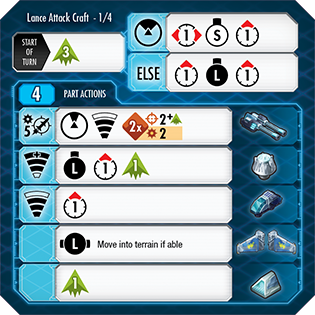 Lance Attack Craft - 1/4
START OF TURN
3
1 S 1
ELSE
1 L 1
4 PART ACTIONS
5 2x 2+ 2
L 1 1
1
L Move into terrain if able
1